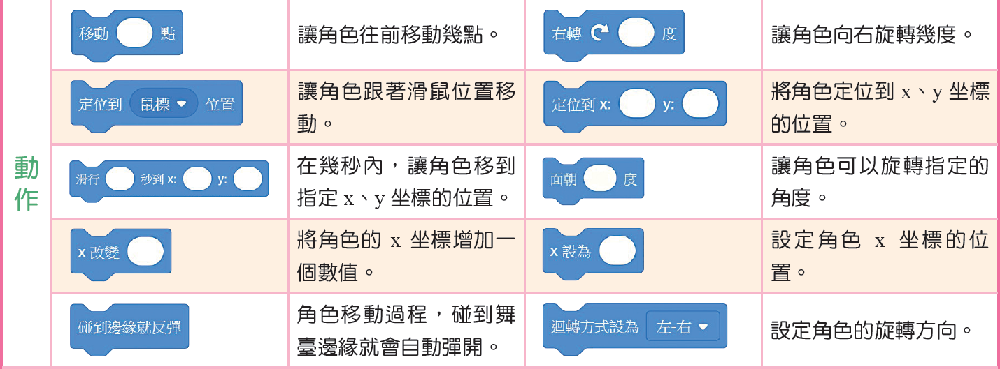 動作
移動 點
讓角色往前移動幾點。
右轉 度
讓角色向右旋轉幾度。
定位到 鼠標 位置
讓角色跟著滑鼠位置移
動。
定位到 x: y:
將角色定位到 x、y 坐標
的位置。
滑行 秒到 x: y:
在幾秒內，讓角色移到
指定 x、y 坐標的位置。
面朝 度
讓角色可以旋轉指定的
角度。
x 改變
將角色的 x 坐標增加一
個數值。
x 設為
設定角色 x 坐標的位
置。
碰到邊緣就反彈
角色移動過程，碰到舞
臺邊緣就會自動彈開。
迴轉方式設為 左-右
設定角色的旋轉方向。